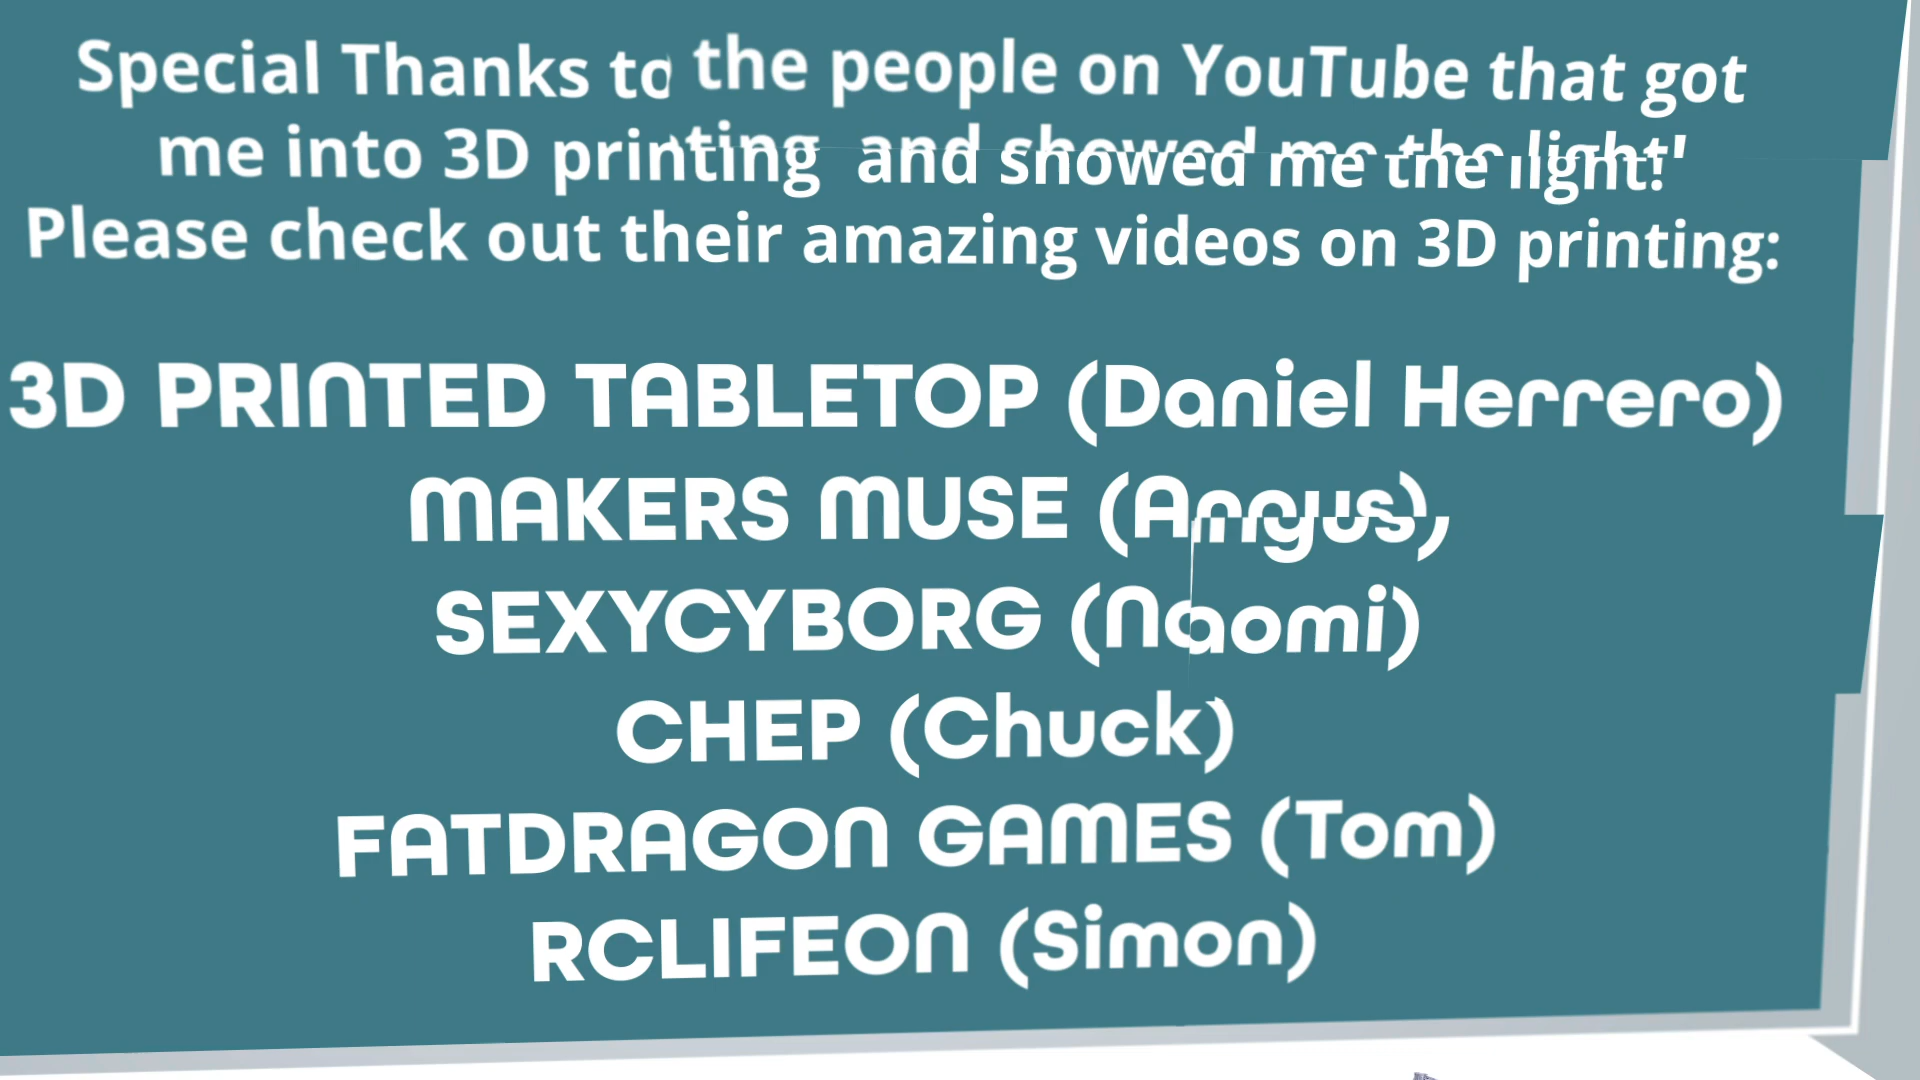 Special Thanks to the people on YouTube that got
me into 3D printing and showed me the light!
Please check out their amazing videos on 3D printing:
3D PRINTED TABLETOP (Daniel Herrero)
MAKERS MUSE (Angus),
SEXYCYBORG (Naomi)
CHEP (Chuck)
FATDRAGON GAMES (Tom)
RCLIFEON (Simon)